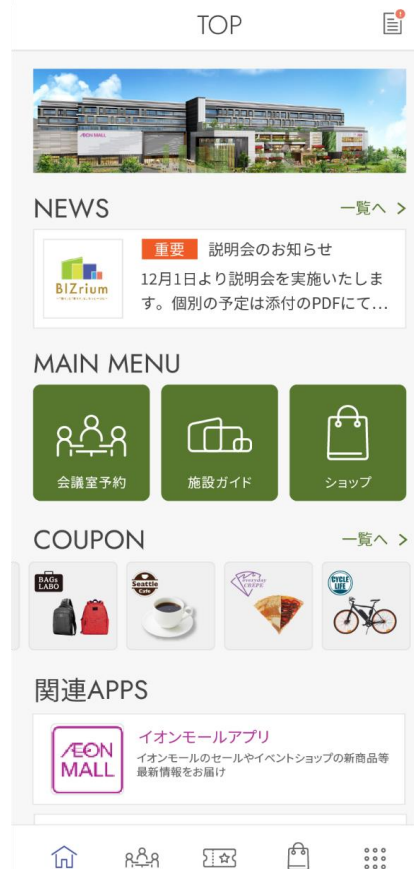 TOP
!
ÆON MALL
NEWS
一覧へ
重要 説明会のお知らせ
12月1日より説明会を実施いたしま
す。個別の予定は添付のPDFにて…
BIZrium
MAIN MENU
会議室予約
施設ガイド
ショップ
COUPON
一覧へ
BAGs
LABO
Seattle
Cafe
everyday
CRÊPE
CYCLE
LIFE
関連APPS
ÆON
MALL
イオンモールアプリ
イオンモールのセールやイベントショップの新商品等
最新情報をお届け